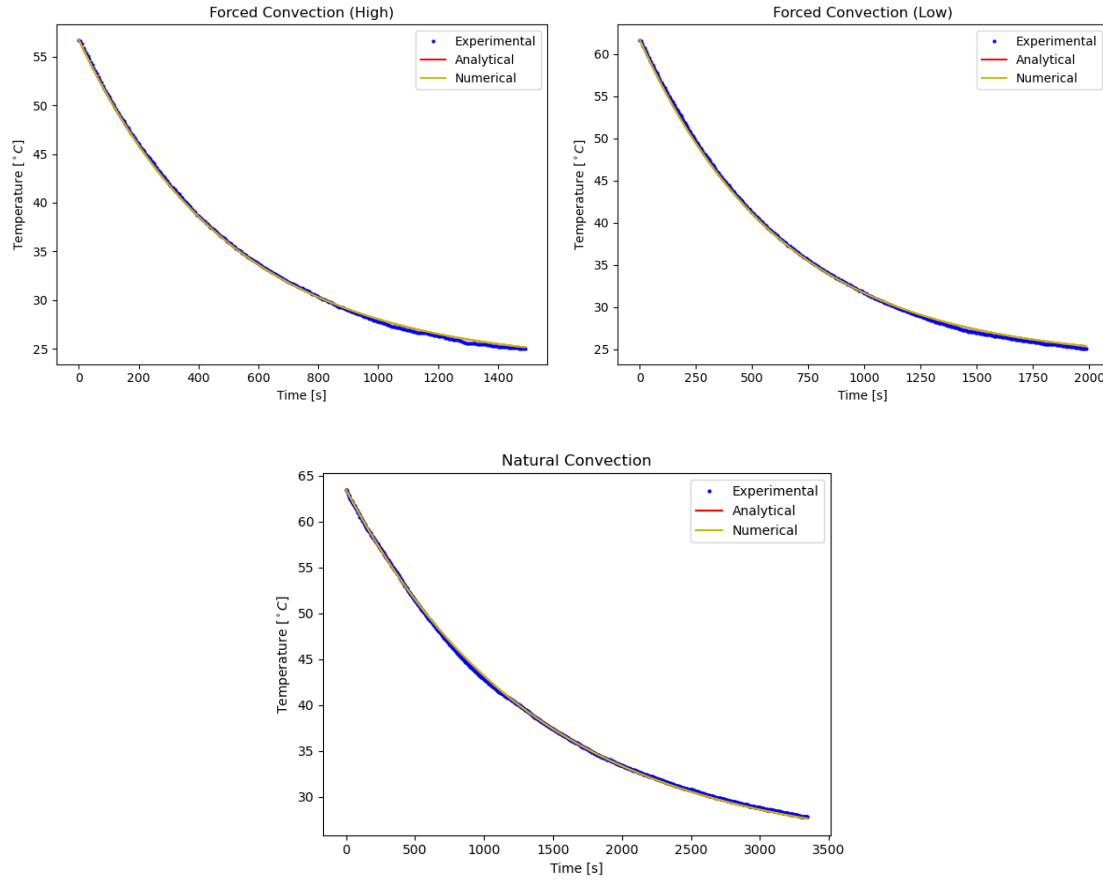 Forced Convection (High)
Experimental
Analytical
Numerical
Temperature [°C]
55
50
45
40
35
30
25
0 200 400 600 800 1000 1200 1400
Time [s]
Forced Convection (Low)
Experimental
Analytical
Numerical
Temperature [°C]
60
55
50
45
40
35
30
25
0 250 500 750 1000 1250 1500 1750 2000
Time [s]
Natural Convection
Experimental
Analytical
Numerical
Temperature [°C]
65
60
55
50
45
40
35
30
0 500 1000 1500 2000 2500 3000 3500
Time [s]